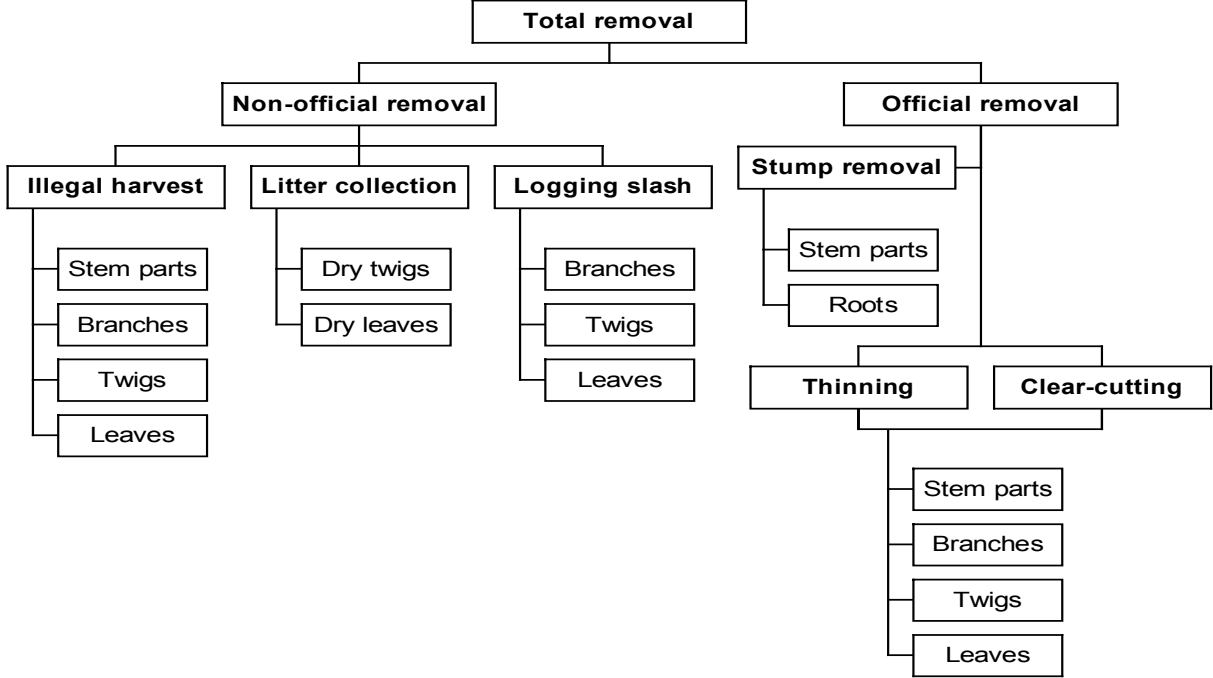 Total removal
Non-official removal
Official removal
Illegal harvest
Litter collection
Logging slash
Stump removal
Stem parts
Branches
Twigs
Leaves
Dry twigs
Dry leaves
Branches
Twigs
Leaves
Stem parts
Roots
Thinning
Clear-cutting
Stem parts
Branches
Twigs
Leaves